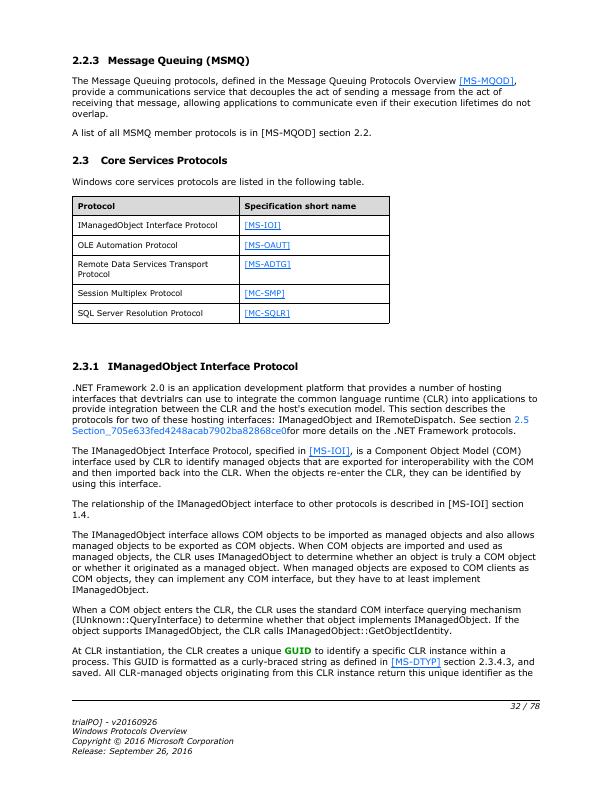 2.2.3 Message Queuing (MSMQ)
The Message Queuing protocols, defined in the Message Queuing Protocols Overview [MS-MQOD],
provide a communications service that decouples the act of sending a message from the act of
receiving that message, allowing applications to communicate even if their execution lifetimes do not
overlap.
A list of all MSMQ member protocols is in [MS-MQOD] section 2.2.
2.3 Core Services Protocols
Windows core services protocols are listed in the following table.
Protocol Specification short name
IManagedObject Interface Protocol [MS-IOI]
OLE Automation Protocol [MS-OAUT]
Remote Data Services Transport [MS-ADTG]
Protocol
Session Multiplex Protocol [MC-SMP]
SQL Server Resolution Protocol [MC-SQLR]
2.3.1 IManagedObject Interface Protocol
.NET Framework 2.0 is an application development platform that provides a number of hosting
interfaces that devtrialrs can use to integrate the common language runtime (CLR) into applications to
provide integration between the CLR and the host's execution model. This section describes the
protocols for two of these hosting interfaces: IManagedObject and IRemoteDispatch. See section 2.5
Section_705e633fed4248acab7902ba82868ce0for more details on the .NET Framework protocols.
The IManagedObject Interface Protocol, specified in [MS-IOI], is a Component Object Model (COM)
interface used by CLR to identify managed objects that are exported for interoperability with the COM
and then imported back into the CLR. When the objects re-enter the CLR, they can be identified by
using this interface.
The relationship of the IManagedObject interface to other protocols is described in [MS-IOI] section
1.4.
The IManagedObject interface allows COM objects to be imported as managed objects and also allows
managed objects to be exported as COM objects. When COM objects are imported and used as
managed objects, the CLR uses IManagedObject to determine whether an object is truly a COM object
or whether it originated as a managed object. When managed objects are exposed to COM clients as
COM objects, they can implement any COM interface, but they have to at least implement
IManagedObject.
When a COM object enters the CLR, the CLR uses the standard COM interface querying mechanism
(IUnknown::QueryInterface) to determine whether that object implements IManagedObject. If the
object supports IManagedObject, the CLR calls IManagedObject::GetObjectIdentity.
At CLR instantiation, the CLR creates a unique GUID to identify a specific CLR instance within a
process. This GUID is formatted as a curly-braced string as defined in [MS-DTYP] section 2.3.4.3, and
saved. All CLR-managed objects originating from this CLR instance return this unique identifier as the
32 / 78
trialPO] - v20160926
Windows Protocols Overview
Copyright © 2016 Microsoft Corporation
Release: September 26, 2016